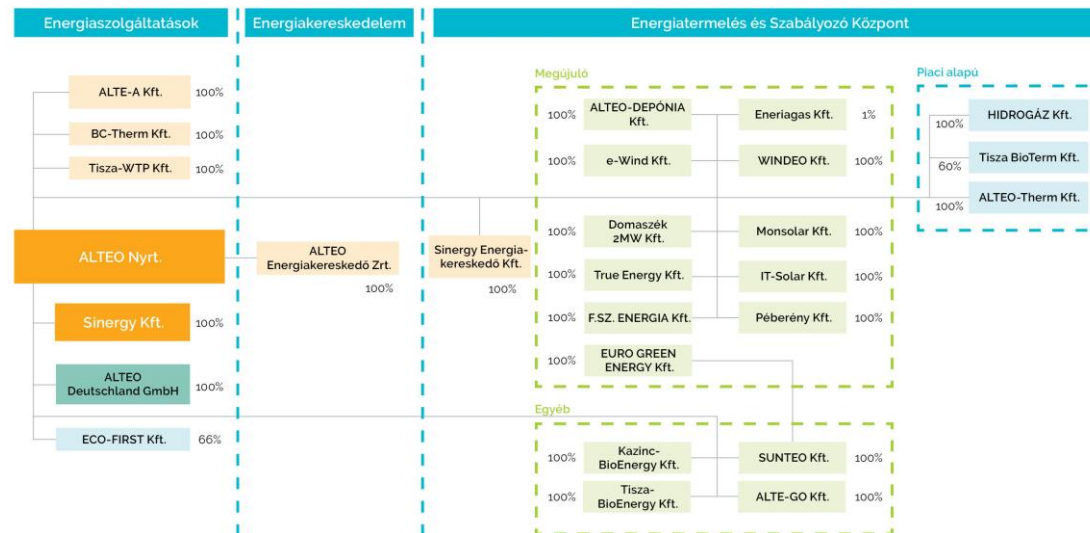 Energiaszolgáltatások
Energiakereskedelem
Energiatermelés és Szabályozó Központ
ALTE-A Kft. 100%
BC-Therm Kft. 100%
Tisza-WTP Kft. 100%
ALTEO Nyrt.
Sinergy Kft. 100%
ALTEO
Deutschland GmbH 100%
ECO-FIRST Kft. 66%
ALTEO
Energiakereskedő Zrt.
100%
Sinergy Energia-
kereskedő Kft.
100%
Megújuló
100% ALTEO-DEPÓNIA
Kft.
Eneriagas Kft. 1%
100% e-Wind Kft.
WINDEO Kft. 100%
100% Domaszék
2MW Kft.
Monsolar Kft. 100%
100% True Energy Kft.
IT-Solar Kft. 100%
100% F.SZ. ENERGIA Kft.
Péberény Kft. 100%
100% EURO GREEN
ENERGY Kft.
Egyéb
100% Kazinc-
BioEnergy Kft.
SUNTEO Kft. 100%
100% Tisza-
BioEnergy Kft.
ALTE-GO Kft. 100%
Piaci alapú
100% HIDROGÁZ Kft.
60% Tisza BioTerm Kft.
100% ALTEO-Therm Kft.